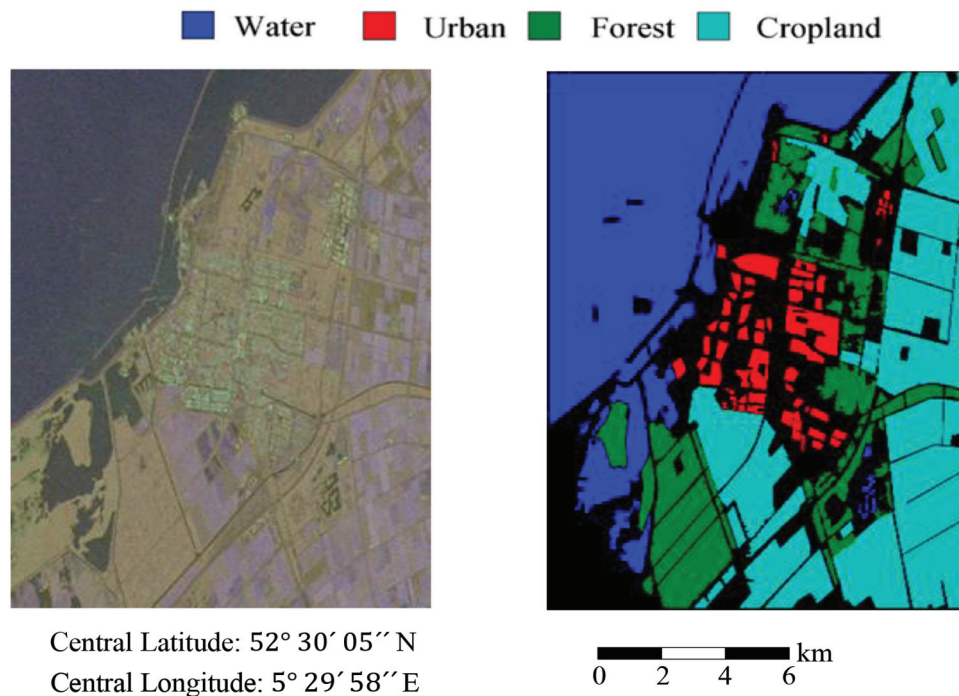 Water Urban Forest Cropland
Central Latitude: 52° 30′ 05′′ N
Central Longitude: 5° 29′ 58′′ E
km
0 2 4 6